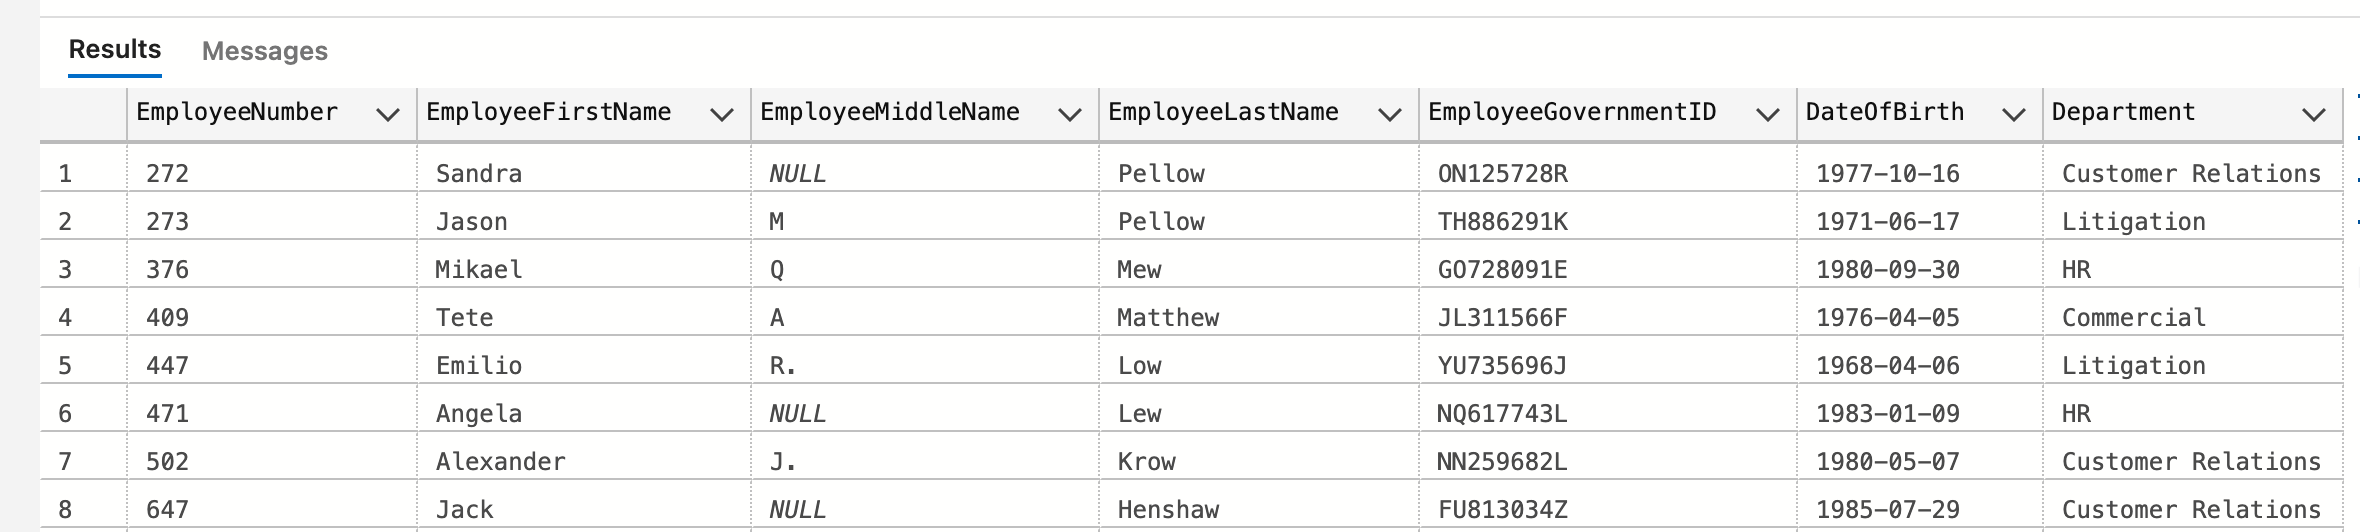 Results Messages
EmployeeNumber EmployeeFirstName EmployeeMiddleName EmployeeLastName EmployeeGovernmentID DateOfBirth Department
1 272 Sandra NULL Pellow ON125728R 1977-10-16 Customer Relations
2 273 Jason M Pellow TH886291K 1971-06-17 Litigation
3 376 Mikael Q Mew GO728091E 1980-09-30 HR
4 409 Tete A Matthew JL311566F 1976-04-05 Commercial
5 447 Emilio R. Low YU735696J 1968-04-06 Litigation
6 471 Angela NULL Lew NQ617743L 1983-01-09 HR
7 502 Alexander J. Krow NN259682L 1980-05-07 Customer Relations
8 647 Jack NULL Henshaw FU813034Z 1985-07-29 Customer Relations